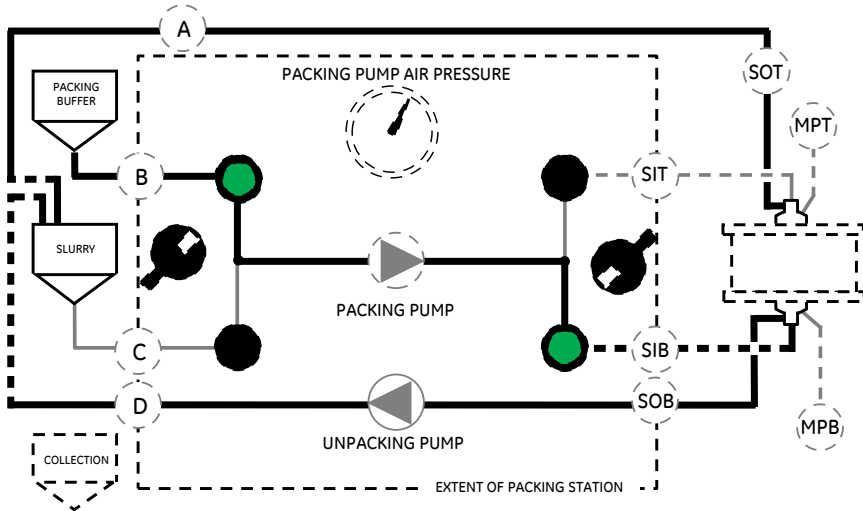 A
SOT
PACKING
BUFFER
PACKING PUMP AIR PRESSURE
MPT
B
SIT
SLURRY
PACKING PUMP
C
SIB
D
SOB
MPB
UNPACKING PUMP
COLLECTION
EXTENT OF PACKING STATION